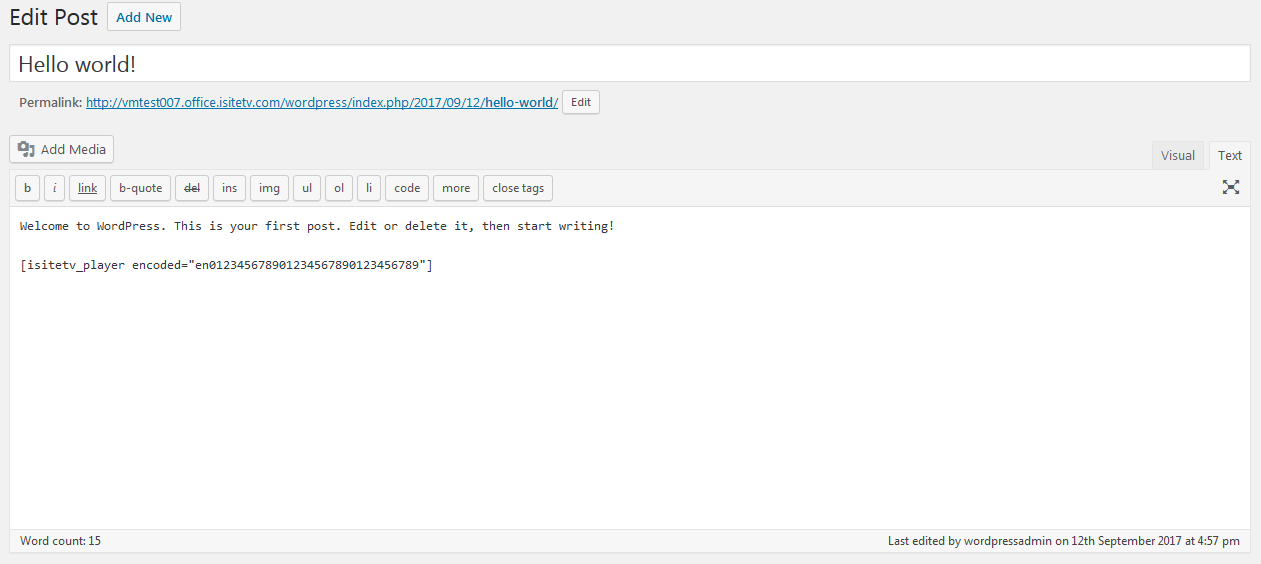 Edit Post Add New
Hello world!
Permalink: http://vmtest007.office.isitetv.com/wordpress/index.php/2017/09/12/hello-world/ Edit
Add Media
Visual Text
b i link b-quote del ins img ul ol li code more close tags
Welcome to WordPress. This is your first post. Edit or delete it, then start writing!
[isitetv_player encoded="en012345678901234567890123456789"]
Word count: 15 Last edited by wordpressadmin on 12th September 2017 at 4:57 pm